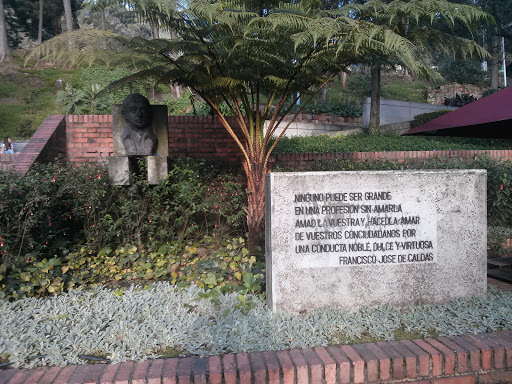 NINGUNO PUEDE SER GRANDE
EN UNA PROFESION SIN AMARLA
AMAD LA VUESTRA Y HACEDLA AMAR
DE VUESTROS CONCIUDADANOS POR
UNA CONDUCTA NOBLE, DULCE Y VIRTUOSA
FRANCISCO JOSE DE CALDAS